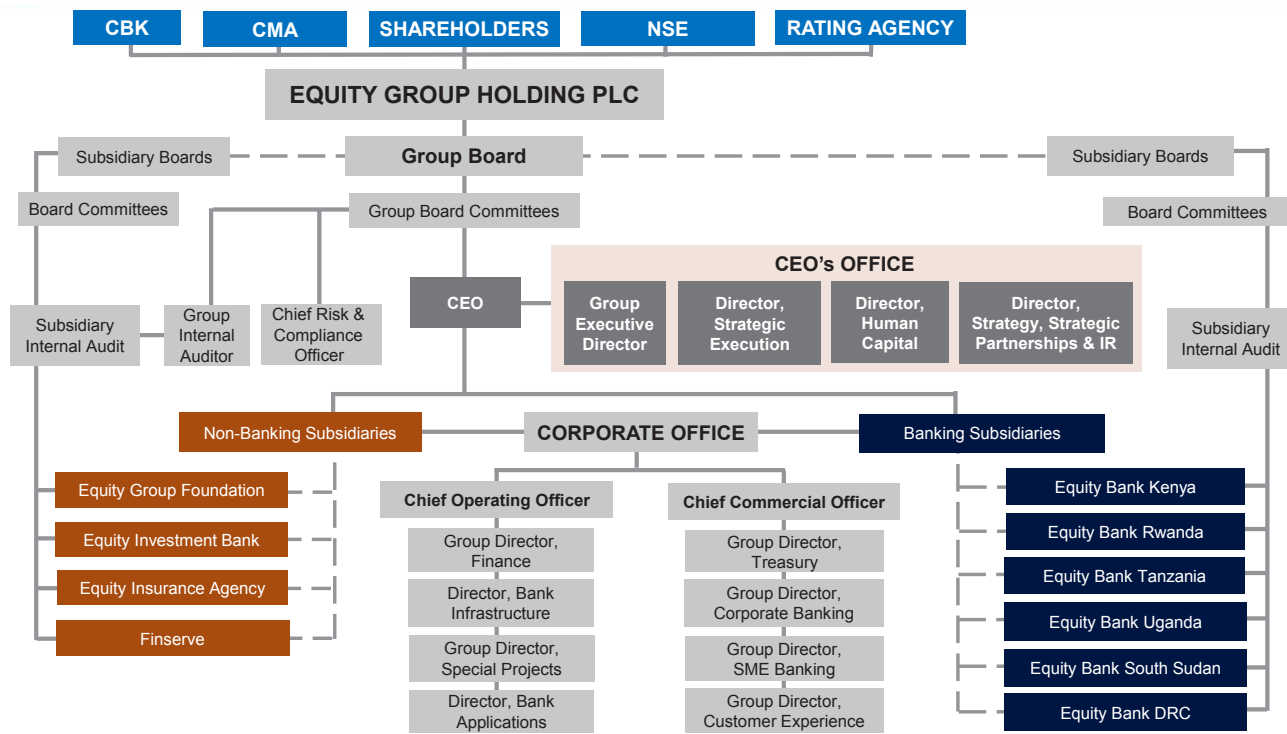 CBK
CMA
SHAREHOLDERS
NSE
RATING AGENCY
EQUITY GROUP HOLDING PLC
Subsidiary Boards
Group Board
Subsidiary Boards
Board Committees
Group Board Committees
Board Committees
CEO's OFFICE
CEO
Group
Executive
Director
Director,
Strategic
Execution
Director,
Human
Capital
Director,
Strategy, Strategic
Partnerships & IR
Subsidiary
Internal Audit
Group
Internal
Auditor
Chief Risk &
Compliance
Officer
Subsidiary
Internal Audit
Non-Banking Subsidiaries
CORPORATE OFFICE
Banking Subsidiaries
Equity Group Foundation
Equity Investment Bank
Equity Insurance Agency
Finserve
Chief Operating Officer
Group Director,
Finance
Director, Bank
Infrastructure
Group Director,
Special Projects
Director, Bank
Applications
Chief Commercial Officer
Group Director,
Treasury
Group Director,
Corporate Banking
Group Director,
SME Banking
Group Director,
Customer Experience
Equity Bank Kenya
Equity Bank Rwanda
Equity Bank Tanzania
Equity Bank Uganda
Equity Bank South Sudan
Equity Bank DRC